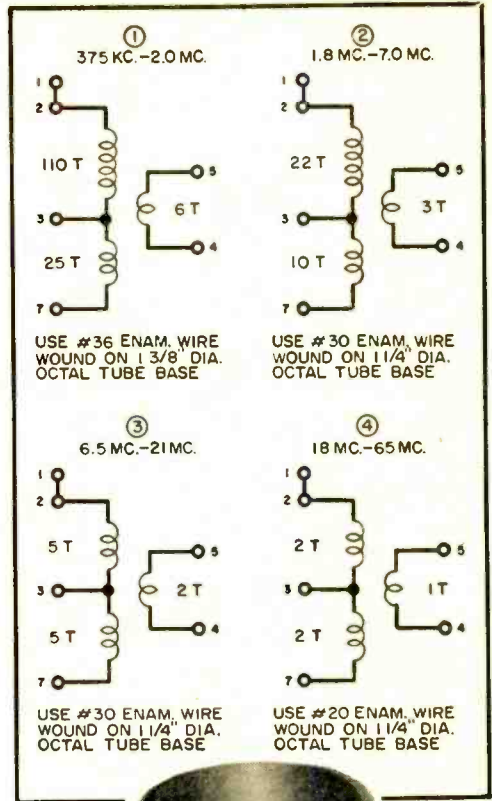 ①
375 KC.-2.0 MC.
1
2
110 T
5
6 T
3
4
25 T
7
USE #36 ENAM. WIRE
WOUND ON 1 3/8" DIA.
OCTAL TUBE BASE
②
1.8 MC.-7.0 MC.
1
2
22 T
5
3 T
3
4
10 T
7
USE #30 ENAM. WIRE
WOUND ON 1 1/4" DIA.
OCTAL TUBE BASE
③
6.5 MC.-21 MC.
1
2
5 T
5
2 T
3
4
5 T
7
USE #30 ENAM. WIRE
WOUND ON 1 1/4" DIA.
OCTAL TUBE BASE
④
18 MC.-65 MC.
1
2
2 T
5
1 T
3
4
2 T
7
USE #20 ENAM. WIRE
WOUND ON 1 1/4" DIA.
OCTAL TUBE BASE